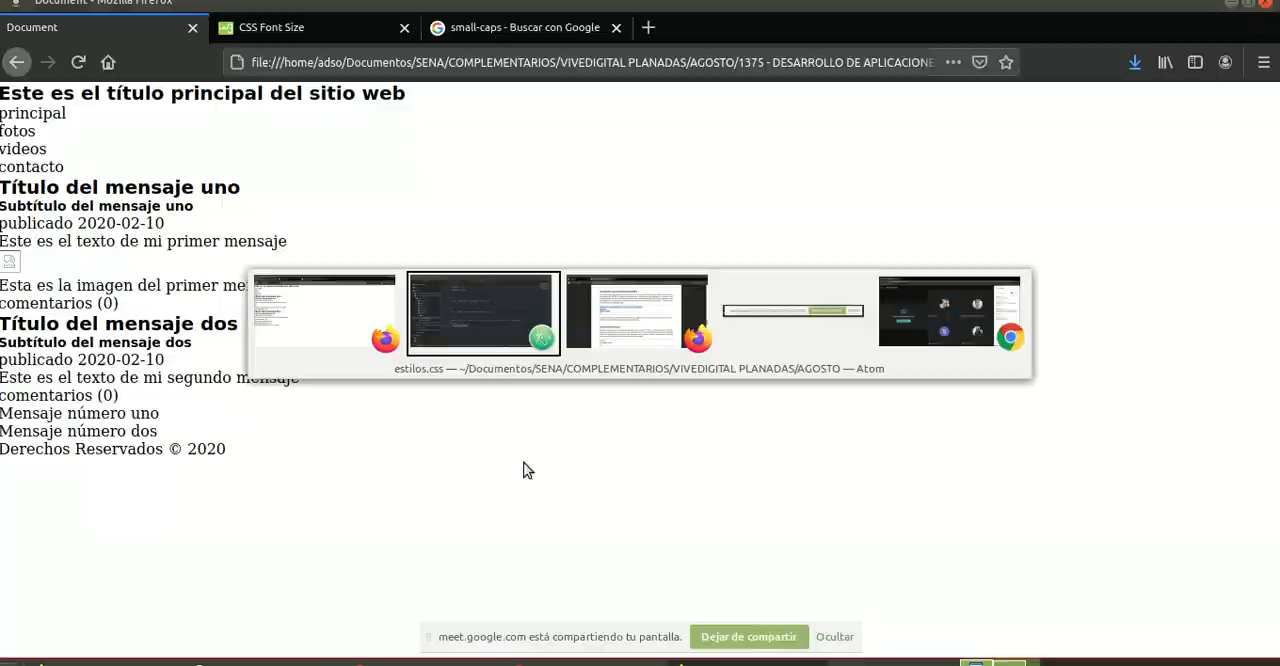 Document - Mozilla Firefox
Document
CSS Font Size
small-caps - Buscar con Google
file:///home/adso/Documentos/SENA/COMPLEMENTARIOS/VIVEDIGITAL PLANADAS/AGOSTO/1375 - DESARROLLO DE APLICACIONE
Este es el título principal del sitio web
principal
fotos
videos
contacto
Título del mensaje uno
Subtítulo del mensaje uno
publicado 2020-02-10
Este es el texto de mi primer mensaje
Esta es la imagen del primer me
comentarios (0)
Título del mensaje dos
Subtítulo del mensaje dos
publicado 2020-02-10
Este es el texto de mi segundo mensaje
comentarios (0)
Mensaje número uno
Mensaje número dos
Derechos Reservados © 2020
estilos.css — ~/Documentos/SENA/COMPLEMENTARIOS/VIVEDIGITAL PLANADAS/AGOSTO — Atom
meet.google.com está compartiendo tu pantalla.
Dejar de compartir
Ocultar